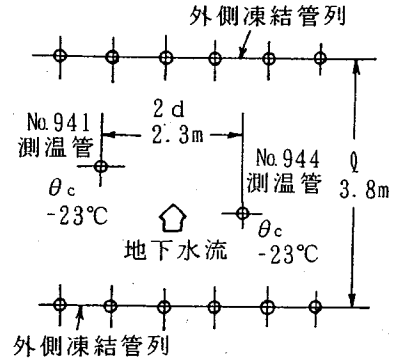 外側凍結管列
2d
2.3m
No.941
測温管
θc
-23℃
No.944
測温管
θc
-23℃
ℓ
3.8m
地下水流
外側凍結管列